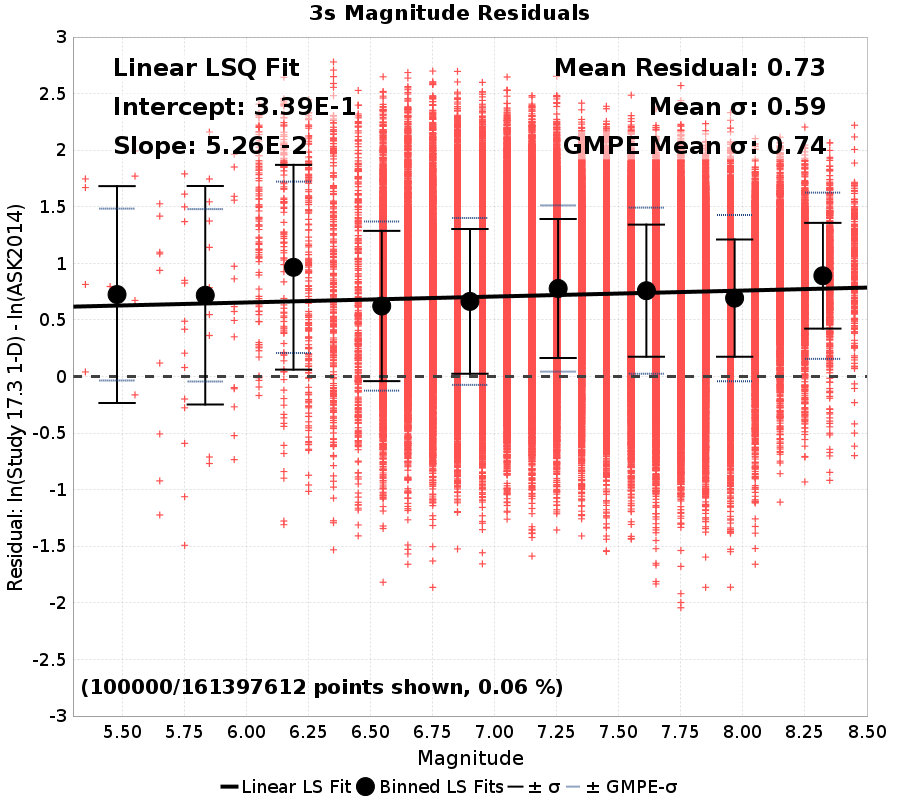 3s Magnitude Residuals
Linear LSQ Fit
Intercept: 3.39E-1
Slope: 5.26E-2
Mean Residual: 0.73
Mean σ: 0.59
GMPE Mean σ: 0.74
Residual: ln(Study 17.3 1-D) - ln(ASK2014)
3
2.5
2
1.5
1
0.5
0
-0.5
-1
-1.5
-2
-2.5
-3
(100000/161397612 points shown, 0.06 %)
5.50 5.75 6.00 6.25 6.50 6.75 7.00 7.25 7.50 7.75 8.00 8.25 8.50
Magnitude
Linear LS Fit Binned LS Fits ± σ ± GMPE-σ